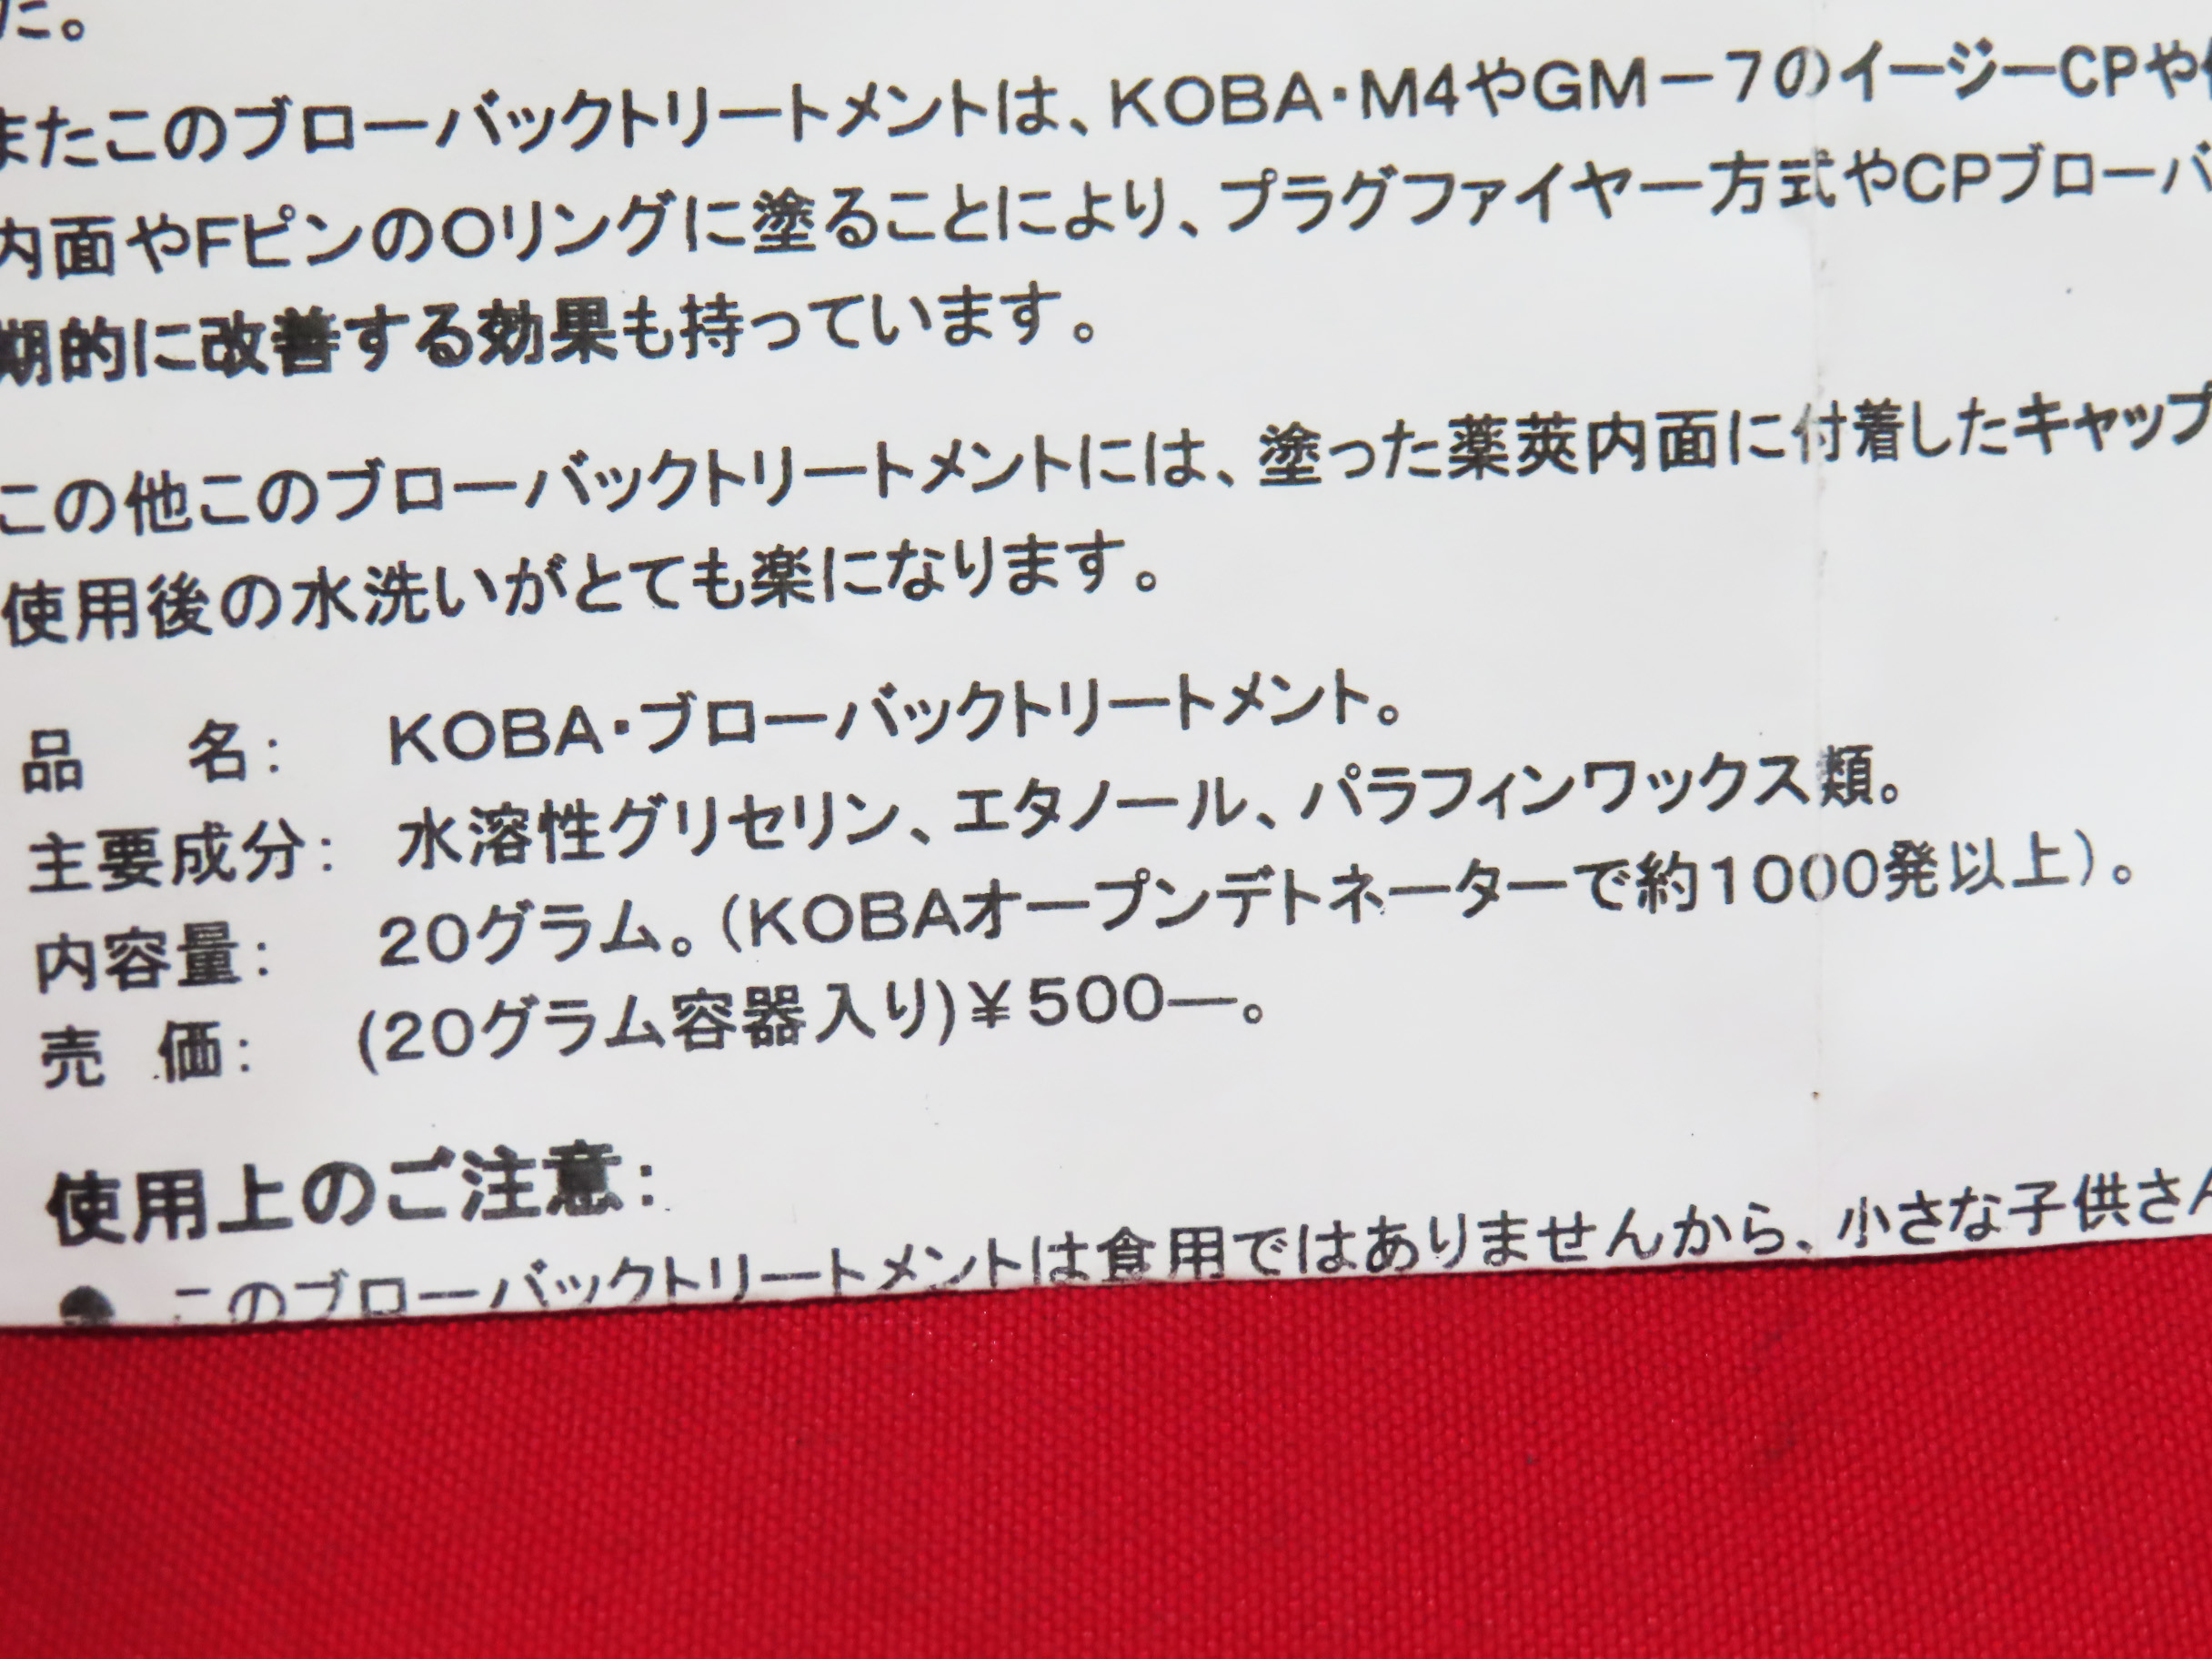 た。
またこのブローバックトリートメントは、KOBA・M4やGM－7のイージーCPや
内面やFピンのOリングに塗ることにより、プラグファイヤー方式やCPブローバ
期的に改善する効果も持っています。
この他このブローバックトリートメントには、塗った薬莢内面に付着したキャップ
使用後の水洗いがとても楽になります。
品　名：　KOBA・ブローバックトリートメント。
主要成分：　水溶性グリセリン、エタノール、パラフィンワックス類。
内容量：　20グラム。(KOBAオープンデトネーターで約1000発以上)。
売　価：　(20グラム容器入り)￥500―。
使用上のご注意：
● このブローバックトリートメントは食用ではありませんから、小さな子供さ